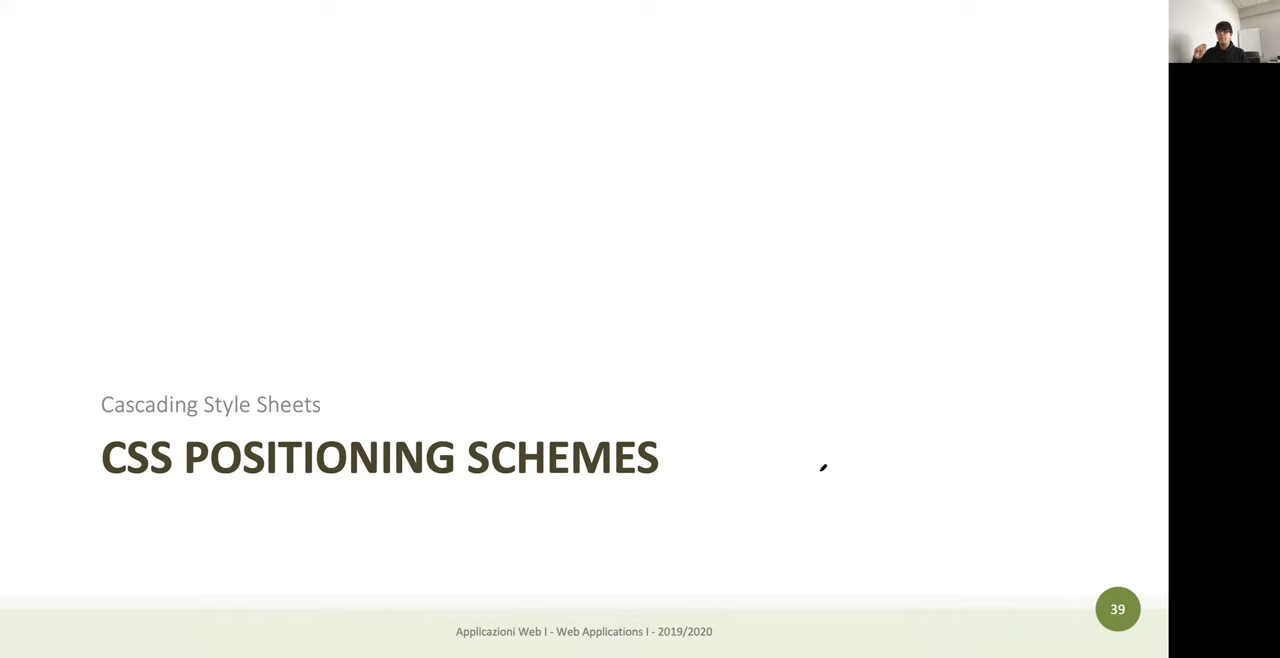 Cascading Style Sheets
CSS POSITIONING SCHEMES
39
Applicazioni Web I - Web Applications I - 2019/2020